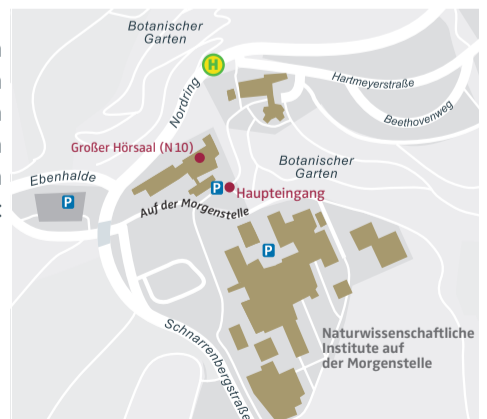 Botanischer
Garten
H
Nordring
Hartmeyerstraße
Beethovenweg
Großer Hörsaal (N10)
Botanischer
Garten
Ebenhalde
P
P
Haupteingang
Auf der Morgenstelle
P
Schnarrenbergstraße
Naturwissenschaftliche
Institute auf
der Morgenstelle